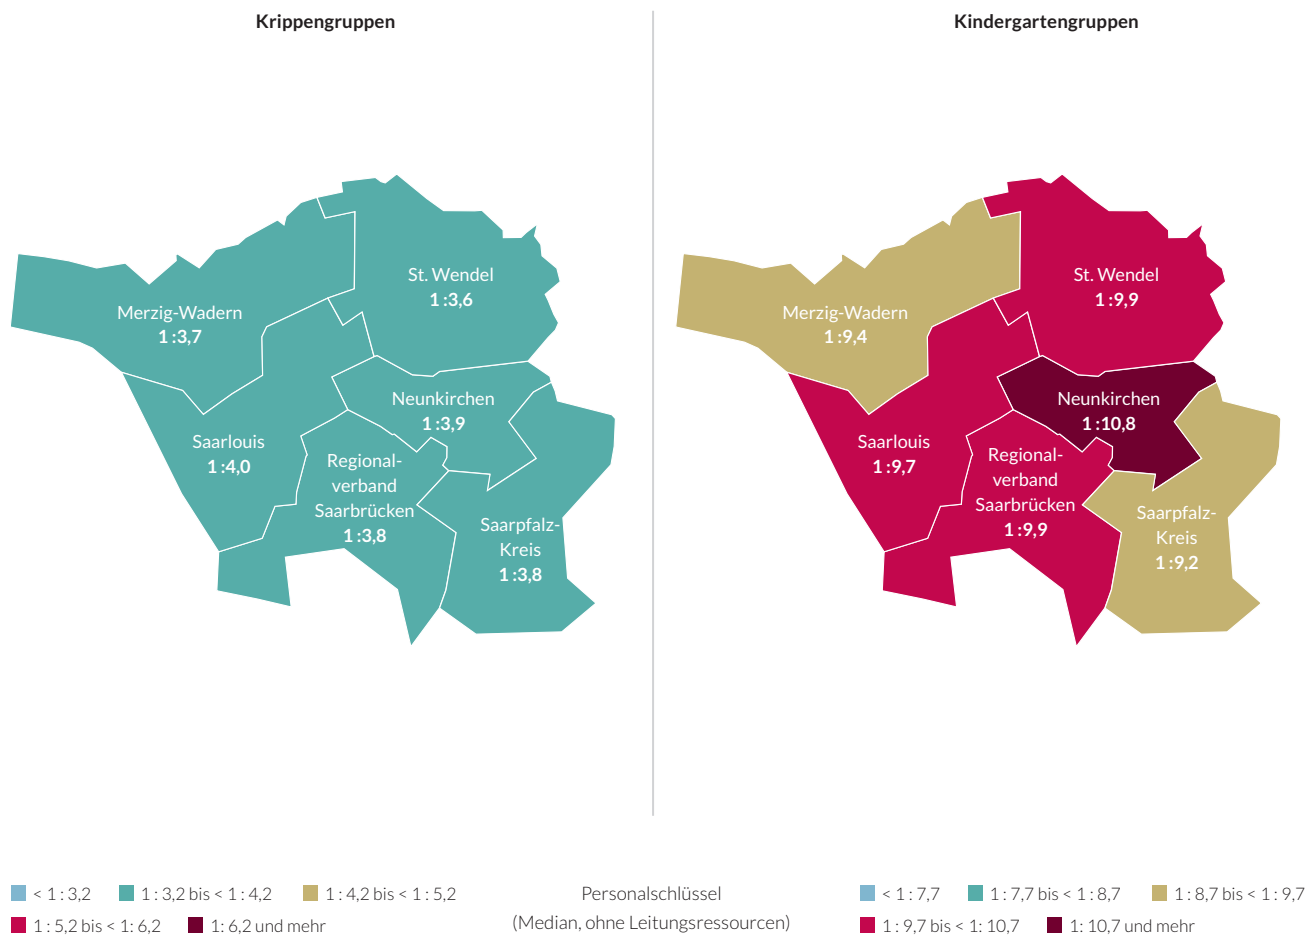 Krippengruppen
Merzig-Wadern
1:3,7
St. Wendel
1:3,6
Neunkirchen
1:3,9
Saarlouis
1:4,0
Regional-
verband
Saarbrücken
1:3,8
Saarpfalz-
Kreis
1:3,8
Kindergartengruppen
Merzig-Wadern
1:9,4
St. Wendel
1:9,9
Neunkirchen
1:10,8
Saarlouis
1:9,7
Regional-
verband
Saarbrücken
1:9,9
Saarpfalz-
Kreis
1:9,2
< 1 : 3,2
1 : 3,2 bis < 1 : 4,2
1 : 4,2 bis < 1 : 5,2
1 : 5,2 bis < 1: 6,2
1: 6,2 und mehr
Personalschlüssel
(Median, ohne Leitungsressourcen)
< 1 : 7,7
1 : 7,7 bis < 1 : 8,7
1 : 8,7 bis < 1 : 9,7
1 : 9,7 bis < 1: 10,7
1: 10,7 und mehr